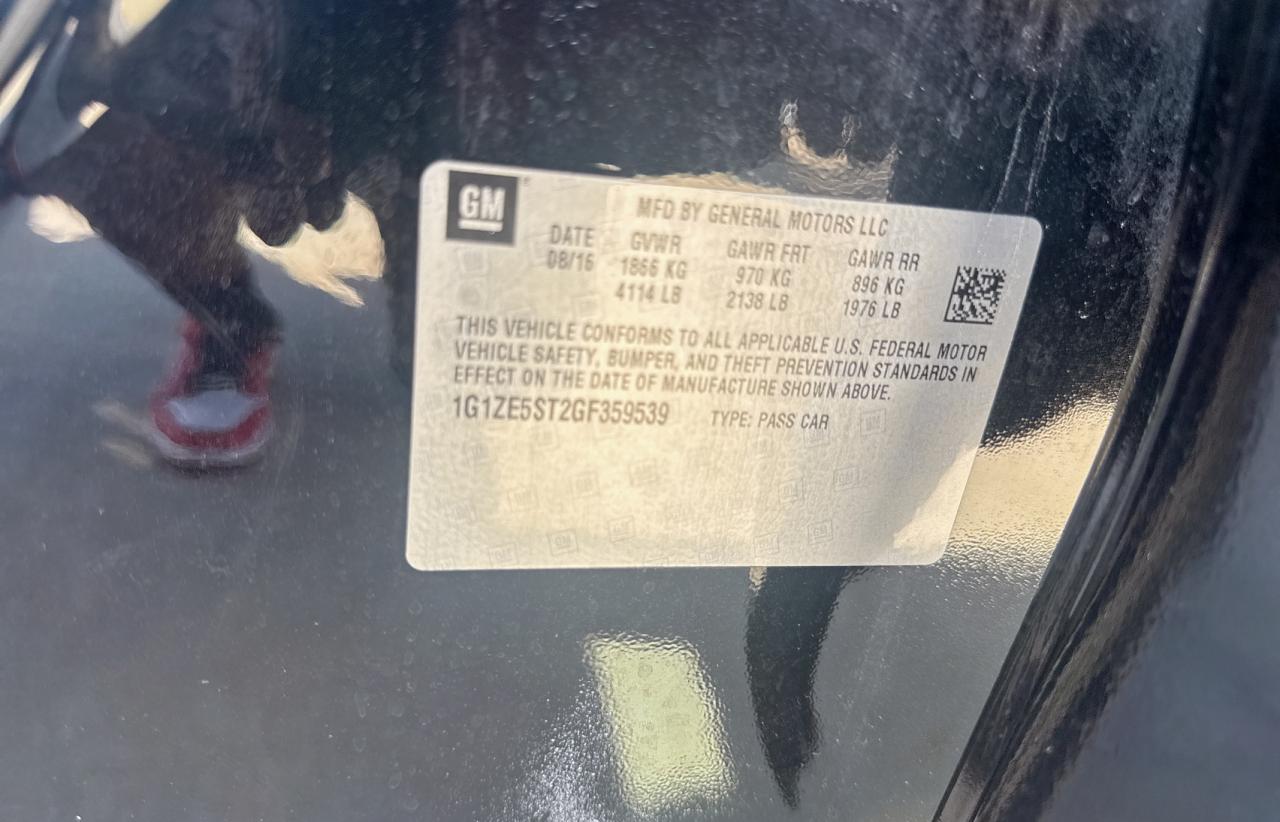 GM
MFD BY GENERAL MOTORS LLC
DATE GVWR GAWR FRT GAWR RR
08/16 1866 KG 970 KG 896 KG
4114 LB 2138 LB 1976 LB
THIS VEHICLE CONFORMS TO ALL APPLICABLE U.S. FEDERAL MOTOR
VEHICLE SAFETY, BUMPER, AND THEFT PREVENTION STANDARDS IN
EFFECT ON THE DATE OF MANUFACTURE SHOWN ABOVE.
1G1ZE5ST2GF359539 TYPE: PASS CAR